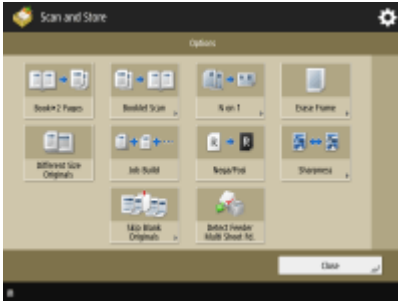 Scan and Store
Options
Book▸2 Pages
Booklet Scan
N on 1
Erase Frame
Different Size
Originals
Job Build
Nega/Posi
Sharpness
Skip Blank
Originals
Detect Feeder
Multi Sheet Fd.
Close